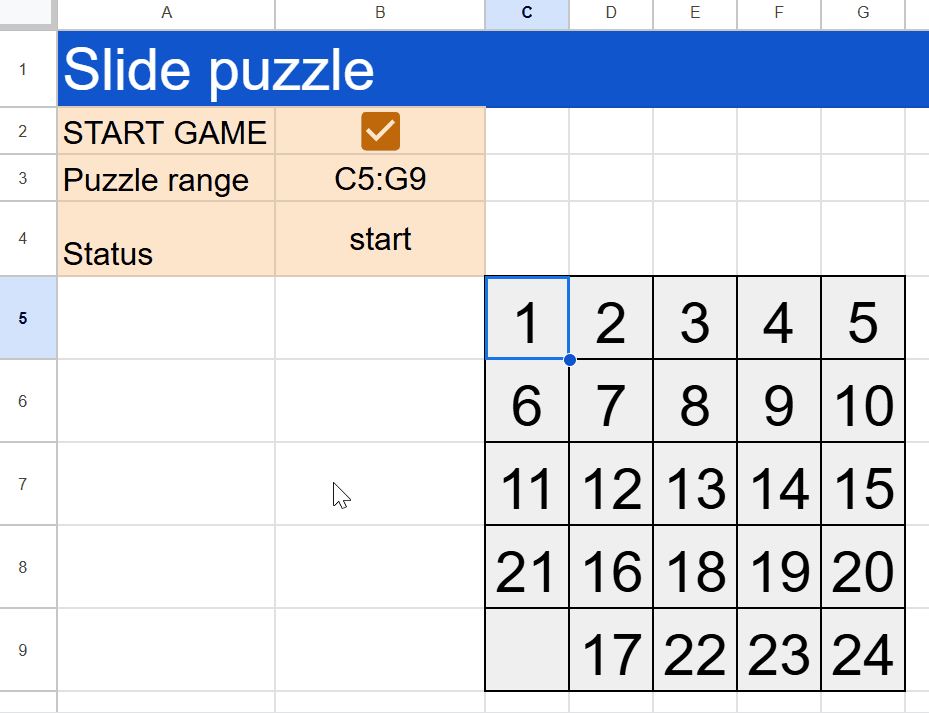 A B C D E F G
1 Slide puzzle
2 START GAME
3 Puzzle range C5:G9
4 Status start
5 1 2 3 4 5
6 6 7 8 9 10
7 11 12 13 14 15
8 21 16 18 19 20
9 17 22 23 24